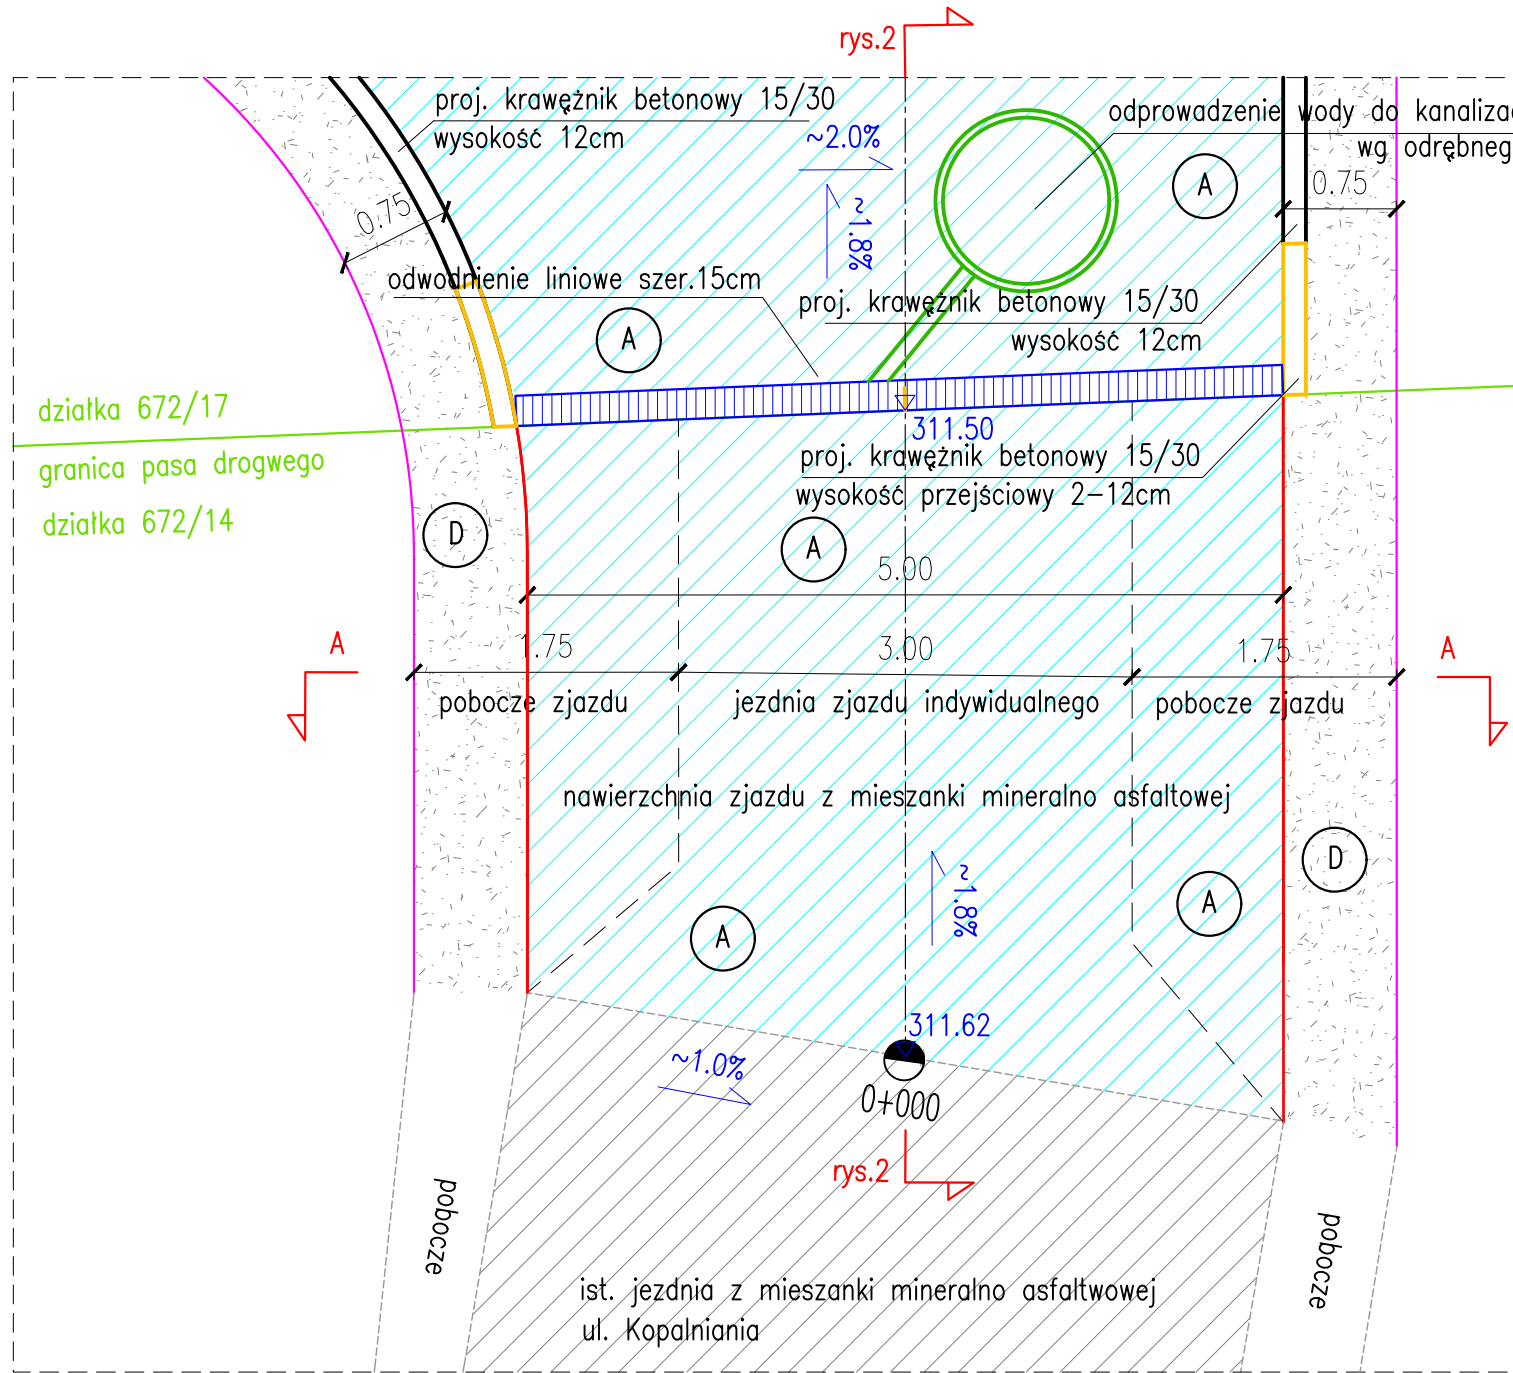 rys.2
proj. krawężnik betonowy 15/30
wysokość 12cm
~2.0%
odprowadzenie wody do kanaliza
wg odrębneg
A
0.75
0.75
~1.8%
odwodnienie liniowe szer.15cm
proj. krawężnik betonowy 15/30
wysokość 12cm
A
działka 672/17
311.50
granica pasa drogwego
proj. krawężnik betonowy 15/30
wysokość przejściowy 2-12cm
działka 672/14
D
A
5.00
A
1.75
3.00
1.75
A
pobocze zjazdu
jezdnia zjazdu indywidualnego
pobocze zjazdu
nawierzchnia zjazdu z mieszanki mineralno asfaltowej
D
~1.8%
A
A
311.62
~1.0%
0+000
rys.2
pobocze
pobocze
ist. jezdnia z mieszanki mineralno asfaltwowej
ul. Kopalniania